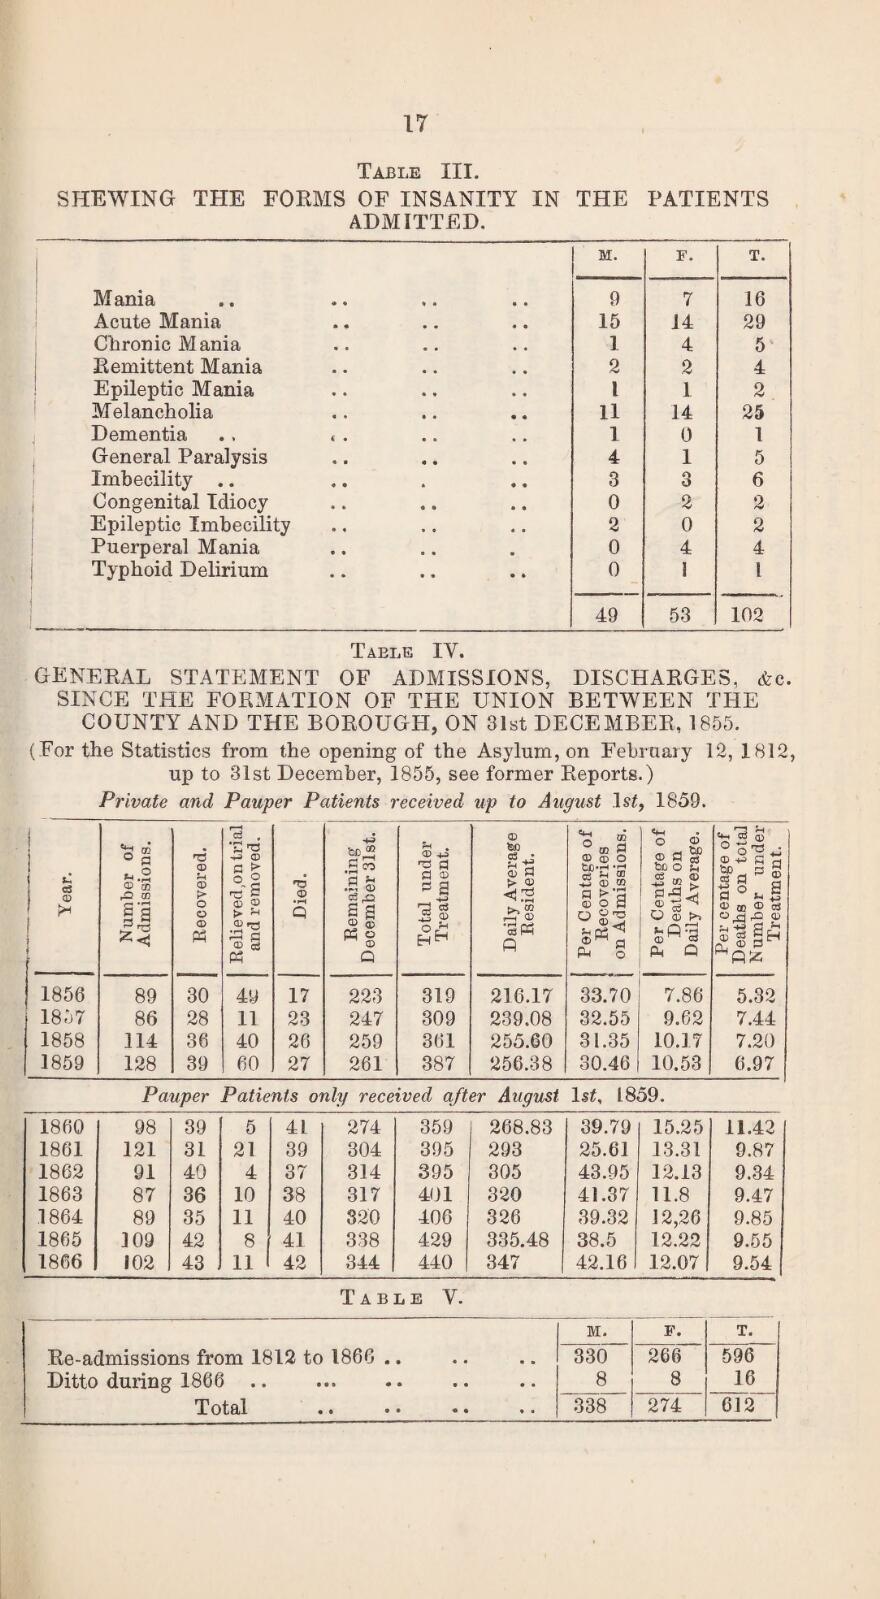 17
TABLE III.
SHEWING THE FORMS OF INSANITY IN THE PATIENTS
ADMITTED.
M. F. T.
Mania .. .. .. .. 9 7 16
Acute Mania .. .. .. 15 14 29
Chronic Mania .. .. .. 1 4 5
Remittent Mania .. .. .. 2 2 4
Epileptic Mania .. .. .. 1 1 2
Melancholia .. .. .. 11 14 25
Dementia .. .. .. .. 1 0 1
General Paralysis .. .. .. 4 1 5
Imbecility .. .. . .. 3 3 6
Congenital Idiocy .. .. .. 0 2 2
Epileptic Imbecility .. .. .. 2 0 2
Puerperal Mania .. .. . 0 4 4
Typhoid Delirium .. .. .. 0 1 1
49 53 102
TABLE IV.
GENERAL STATEMENT OF ADMISSIONS, DISCHARGES, &c.
SINCE THE FORMATION OF THE UNION BETWEEN THE
COUNTY AND THE BOROUGH, ON 31st DECEMBER, 1855.
(For the Statistics from the opening of the Asylum, on February 12, 1812,
up to 31st December, 1855, see former Reports.)
Private and Pauper Patients received up to August 1st, 1859.
Year.
Number of
Admissions.
Recovered.
Relieved, on trial
and removed.
Died.
Remaining
December 31st.
Total under
Treatment.
Daily Average
Resident.
Per Centage of
Recoveries
on Admissions.
Per Centage of
Deaths on
Daily Average.
Per centage of
Deaths on total
Number under
Treatment.
1856 89 30 49 17 223 319 216.17 33.70 7.86 5.32
1857 86 28 11 23 247 309 239.08 32.55 9.62 7.44
1858 114 36 40 26 259 361 255.60 31.35 10.17 7.20
1859 128 39 60 27 261 387 256.38 30.46 10.53 6.97
Pauper Patients only received after August 1st, 1859.
1860 98 39 5 41 274 359 268.83 39.79 15.25 11.42
1861 121 31 21 39 304 395 293 25.61 13.31 9.87
1862 91 40 4 37 314 395 305 43.95 12.13 9.34
1863 87 36 10 38 317 401 320 41.37 11.8 9.47
1864 89 35 11 40 320 406 326 39.32 12,26 9.85
1865 109 42 8 41 338 429 335.48 38.5 12.22 9.55
1866 102 43 11 42 344 440 347 42.16 12.07 9.54
TABLE V.
M. F. T.
Re-admissions from 1812 to 1866 .. .. .. 330 266 596
Ditto during 1866 .. ... .. .. .. 8 8 16
Total .. .. .. .. 338 274 612